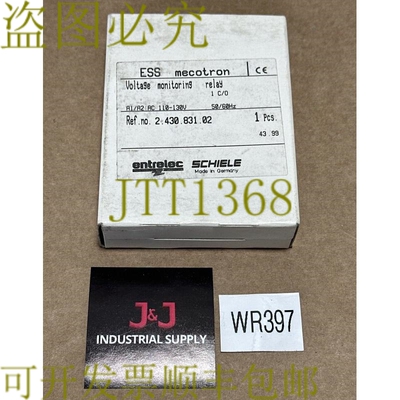 盗图必究
ESS mecotron
CE
Voltage monitoring relay
1 C/O
A1/A2 AC 110-130V 50/60Hz
Ref.no. 2.430.831.02
1 Pcs.
43.99
entrelec SCHIELE
Made in Germany
JTT1368
J&J
INDUSTRIAL SUPPLY
WR397
可开发票顺丰包邮